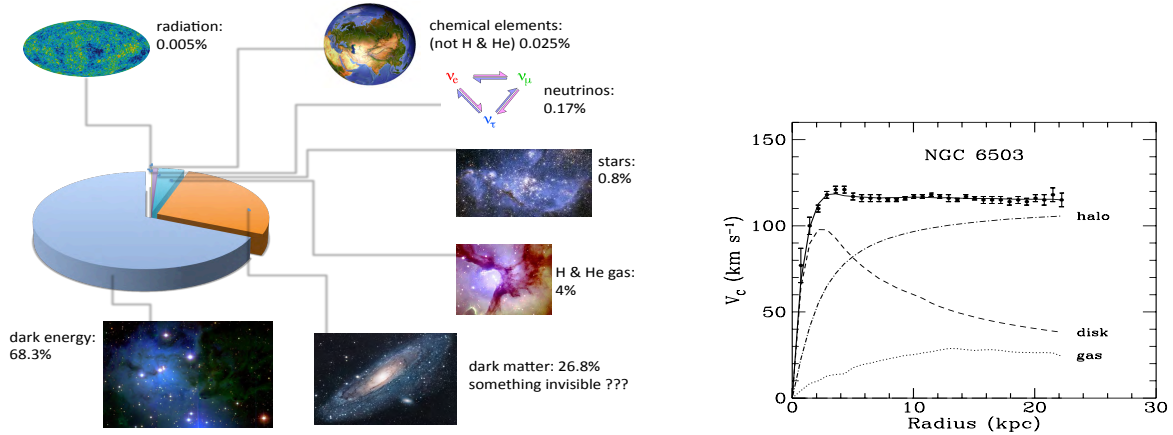 radiation:
0.005%
chemical elements:
(not H & He) 0.025%
νe
νμ
ντ
neutrinos:
0.17%
stars:
0.8%
H & He gas:
4%
dark energy:
68.3%
dark matter: 26.8%
something invisible ???
NGC 6503
150
100
50
0
Vc (km s⁻¹)
halo
disk
gas
0
10
20
30
Radius (kpc)